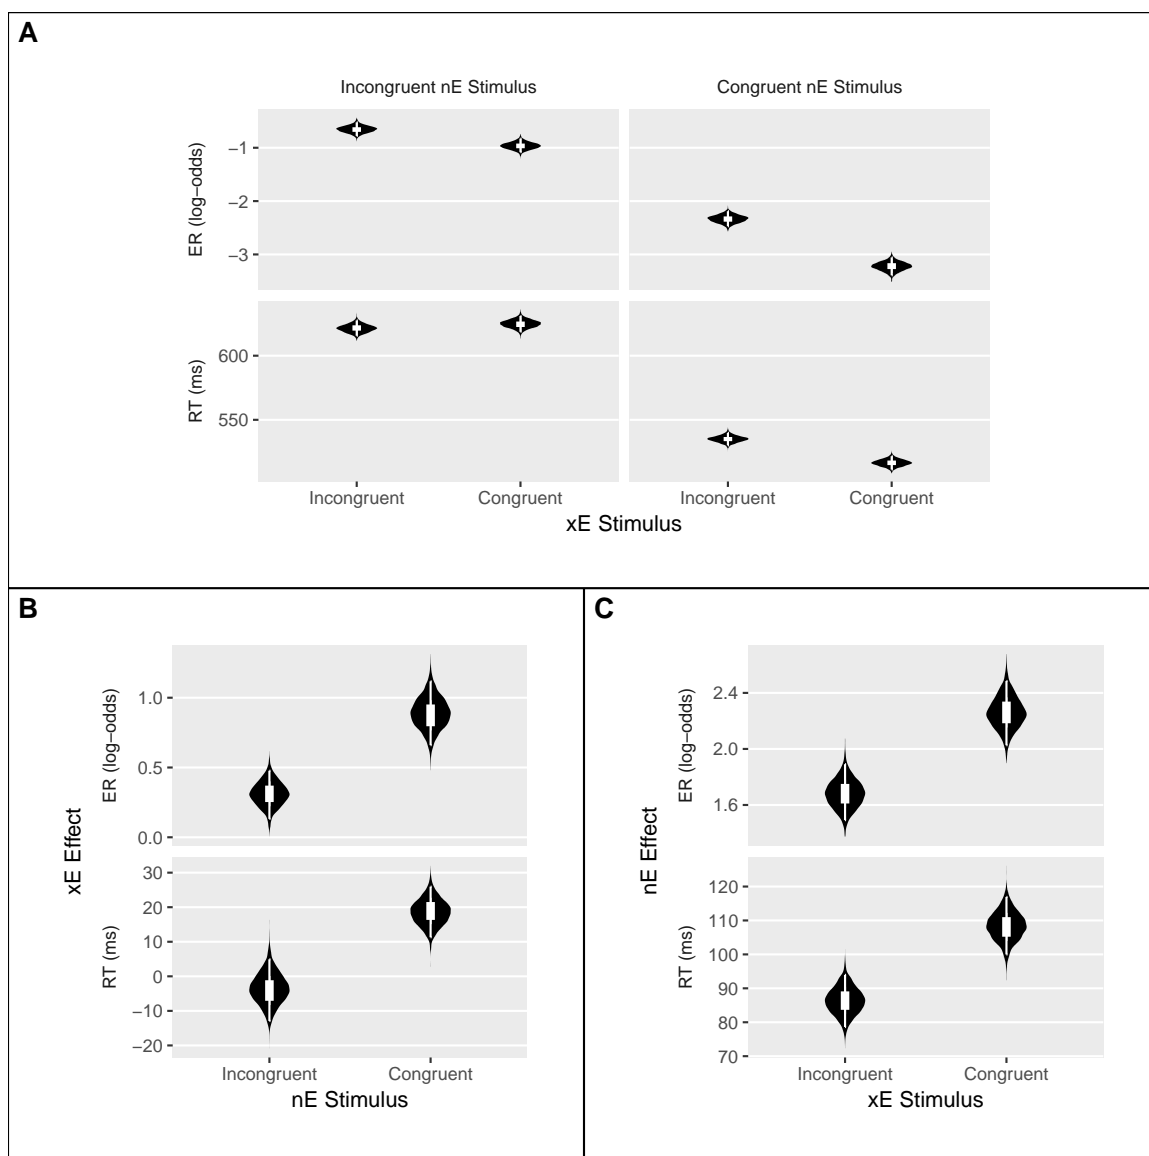 A
Incongruent nE Stimulus Congruent nE Stimulus
ER (log−odds)
−1
−2
−3
RT (ms)
600
550
Incongruent Congruent Incongruent Congruent
xE Stimulus
B
xE Effect
ER (log−odds)
1.0
0.5
0.0
RT (ms)
30
20
10
0
−10
−20
Incongruent Congruent
nE Stimulus
C
nE Effect
ER (log−odds)
2.4
2.0
1.6
RT (ms)
120
110
100
90
80
70
Incongruent Congruent
xE Stimulus